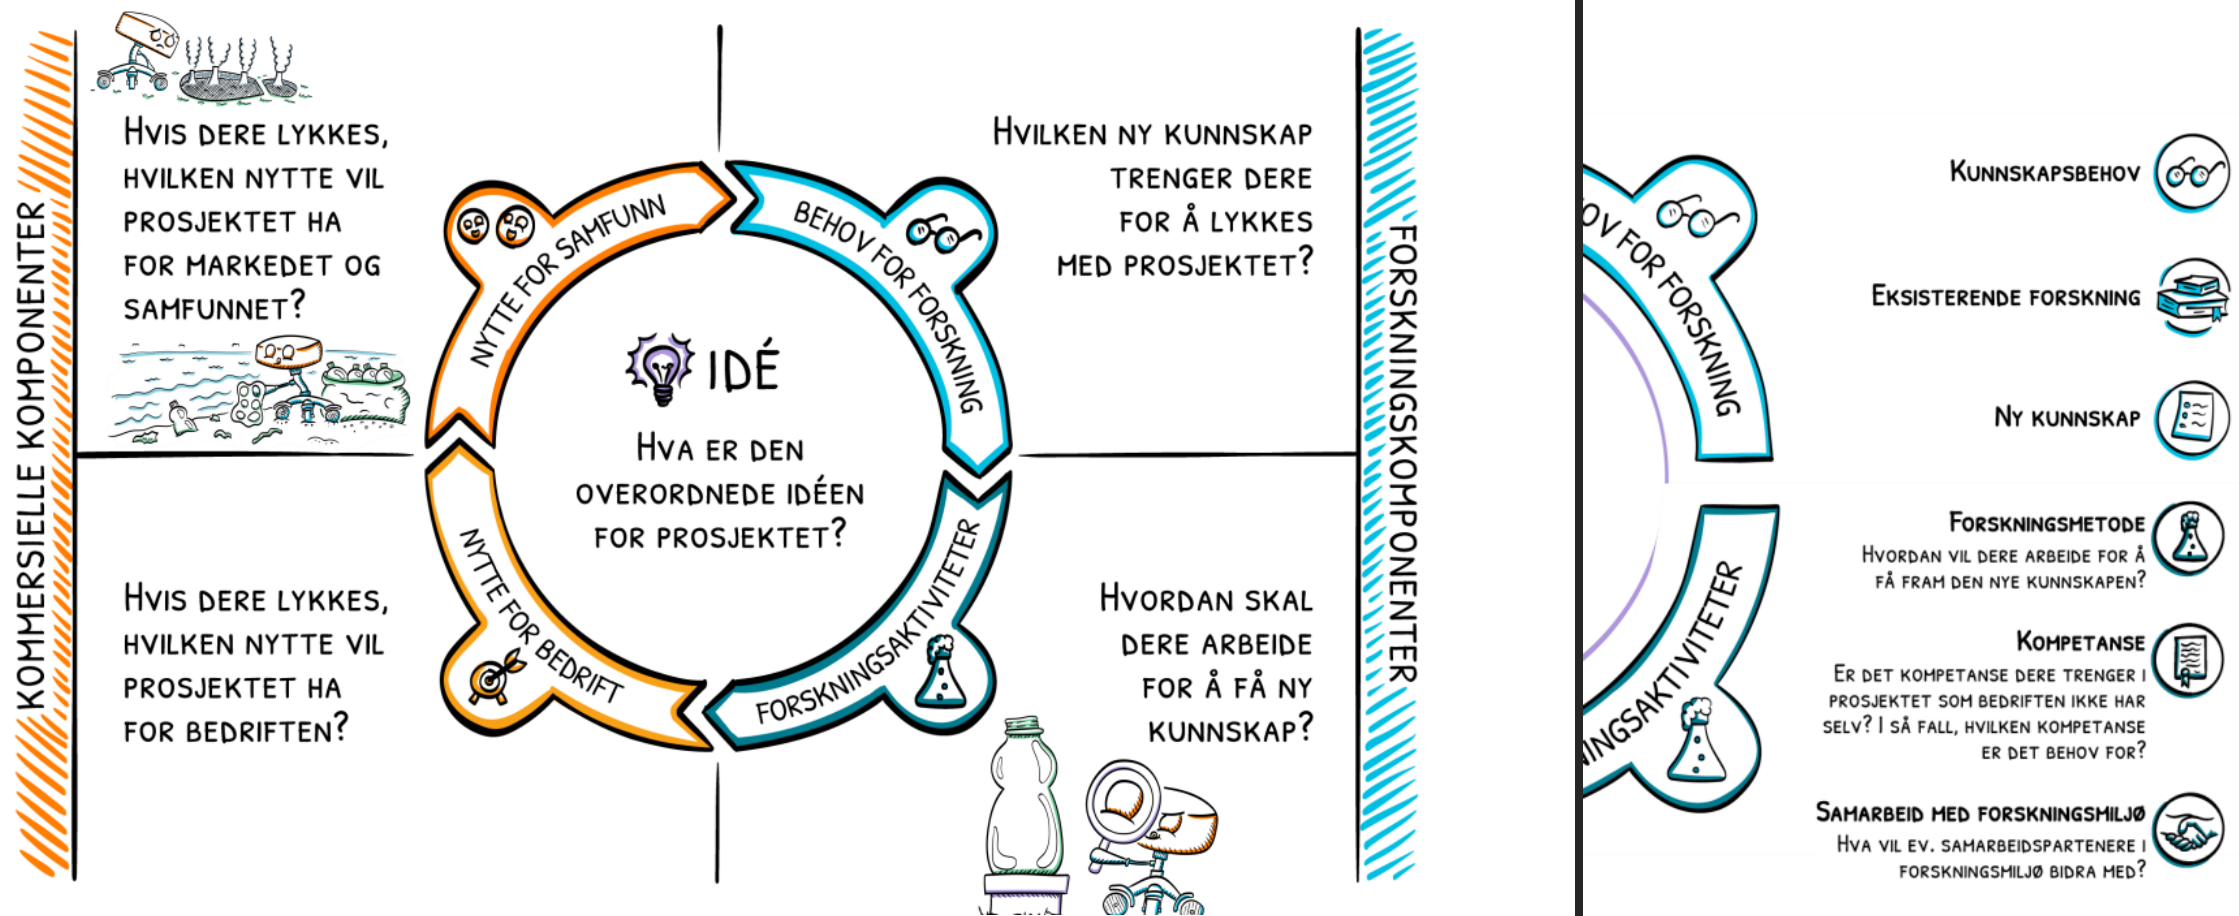 KOMMERSIELLE KOMPONENTER
HVIS DERE LYKKES,
HVILKEN NYTTE VIL
PROSJEKTET HA
FOR MARKEDET OG
SAMFUNNET?
HVILKEN NY KUNNSKAP
TRENGER DERE
FOR Å LYKKES
MED PROSJEKTET?
NYTTE FOR SAMFUNN
BEHOV FOR FORSKNING
IDÉ
HVA ER DEN
OVERORDNEDE IDÉEN
FOR PROSJEKTET?
NYTTE FOR BEDRIFT
FORSKNINGSAKTIVITETER
HVIS DERE LYKKES,
HVILKEN NYTTE VIL
PROSJEKTET HA
FOR BEDRIFTEN?
HVORDAN SKAL
DERE ARBEIDE
FOR Å FÅ NY
KUNNSKAP?
FORSKNINGSKOMPONENTER
OV FOR FORSKNING
NINGSAKTIVITETER
KUNNSKAPSBEHOV
EKSISTERENDE FORSKNING
NY KUNNSKAP
FORSKNINGSMETODE
HVORDAN VIL DERE ARBEIDE FOR Å
FÅ FRAM DEN NYE KUNNSKAPEN?
KOMPETANSE
ER DET KOMPETANSE DERE TRENGER I
PROSJEKTET SOM BEDRIFTEN IKKE HAR
SELV? I SÅ FALL, HVILKEN KOMPETANSE
ER DET BEHOV FOR?
SAMARBEID MED FORSKNINGSMILJØ
HVA VIL EV. SAMARBEIDSPARTENERE I
FORSKNINGSMILJØ BIDRA MED?